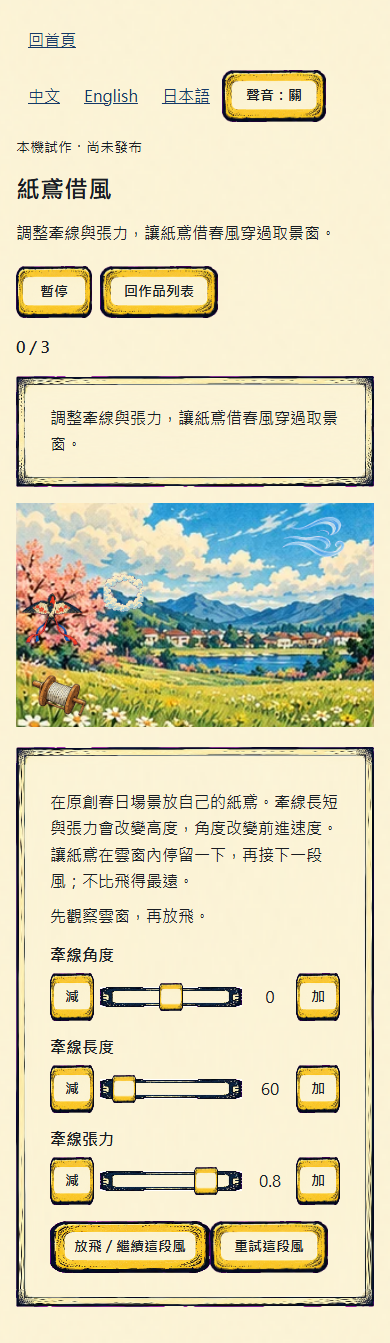 回首頁
中文 English 日本語 聲音：關
本機試作・尚未發布
紙鳶借風
調整牽線與張力，讓紙鳶借春風穿過取景窗。
暫停 回作品列表
0 / 3
調整牽線與張力，讓紙鳶借春風穿過取景
窗。
在原創春日場景放自己的紙鳶。牽線長短
與張力會改變高度，角度改變前進速度。
讓紙鳶在雲窗內停留一下，再接下一段
風；不比飛得最遠。
先觀察雲窗，再放飛。
牽線角度
減 0 加
牽線長度
減 60 加
牽線張力
減 0.8 加
放飛 / 繼續這段風 重試這段風